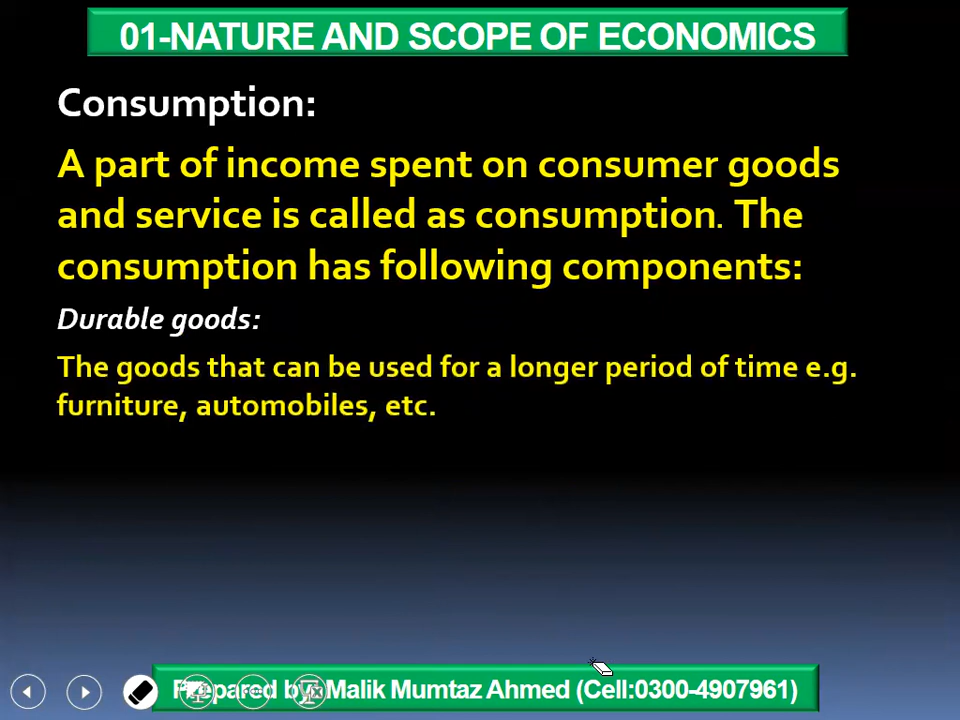 01-NATURE AND SCOPE OF ECONOMICS
Consumption:
A part of income spent on consumer goods
and service is called as consumption. The
consumption has following components:
Durable goods:
The goods that can be used for a longer period of time e.g.
furniture, automobiles, etc.
Prepared by: Malik Mumtaz Ahmed (Cell:0300-4907961)